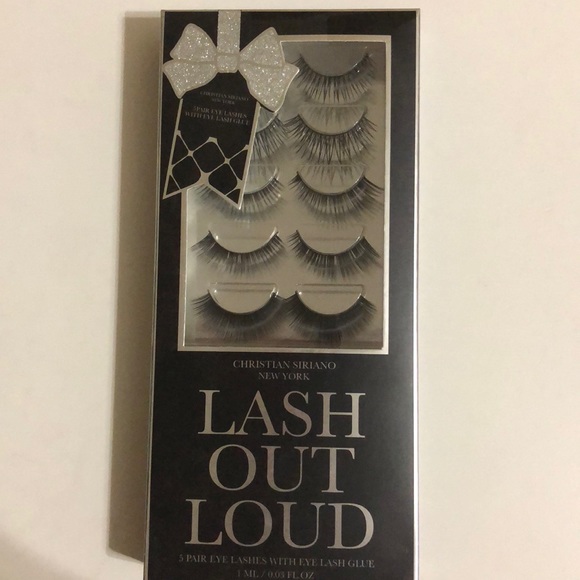 CHRISTIAN SIRIANO
NEW YORK
5 PAIR EYE LASHES
WITH EYE LASH GLUE
CHRISTIAN SIRIANO
NEW YORK
LASH
OUT
LOUD
5 PAIR EYE LASHES WITH EYE LASH GLUE
1 ML / 0.03 FL OZ